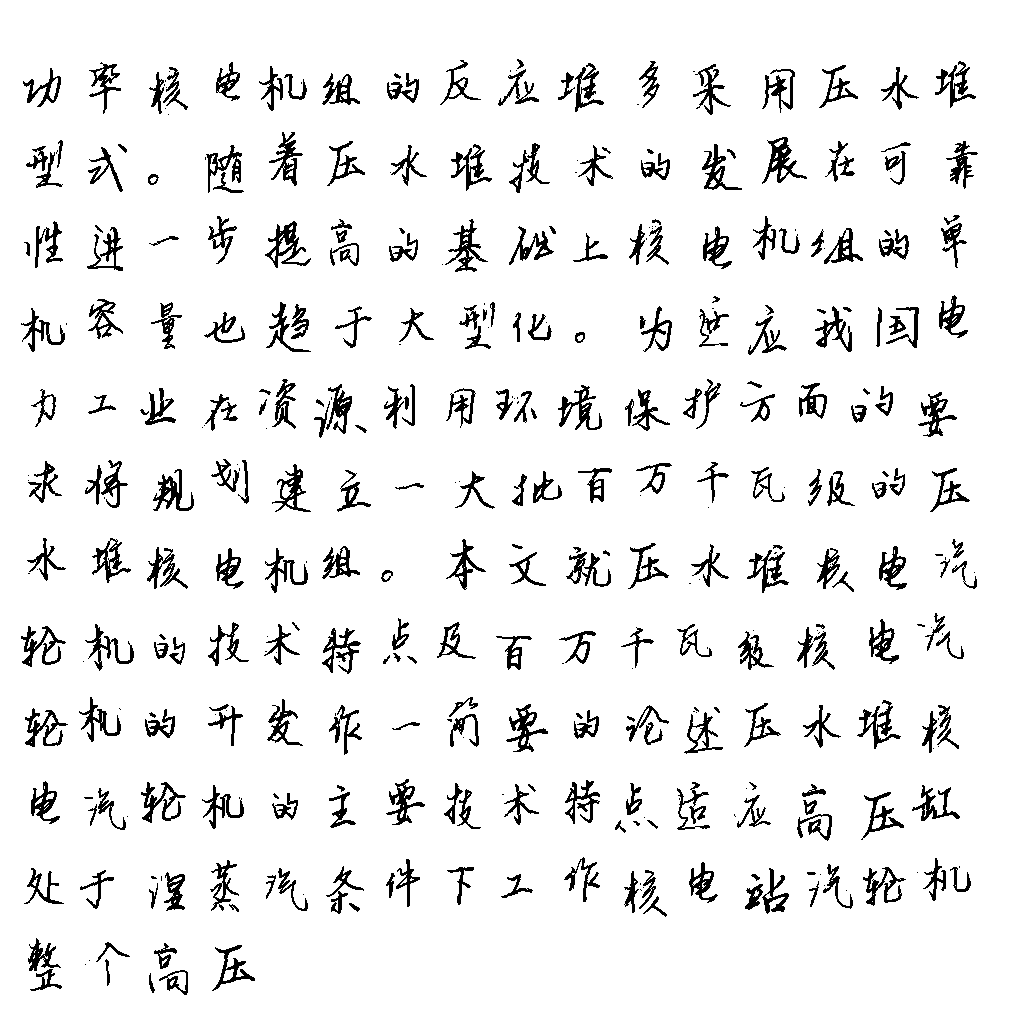 功率核电机组的反应堆多采用压水堆
型式。随着压水堆技术的发展在可靠
性进一步提高的基础上核电机组的单
机容量也趋于大型化。为适应我国电
力工业在资源利用环境保护方面的要
求将规划建立一大批百万千瓦级的压
水堆核电机组。本文就压水堆核电汽
轮机的技术特点及百万千瓦级核电汽
轮机的开发作一简要的论述压水堆核
电汽轮机的主要技术特点适应高压缸
处于湿蒸汽条件下工作核电站汽轮机
整个高压